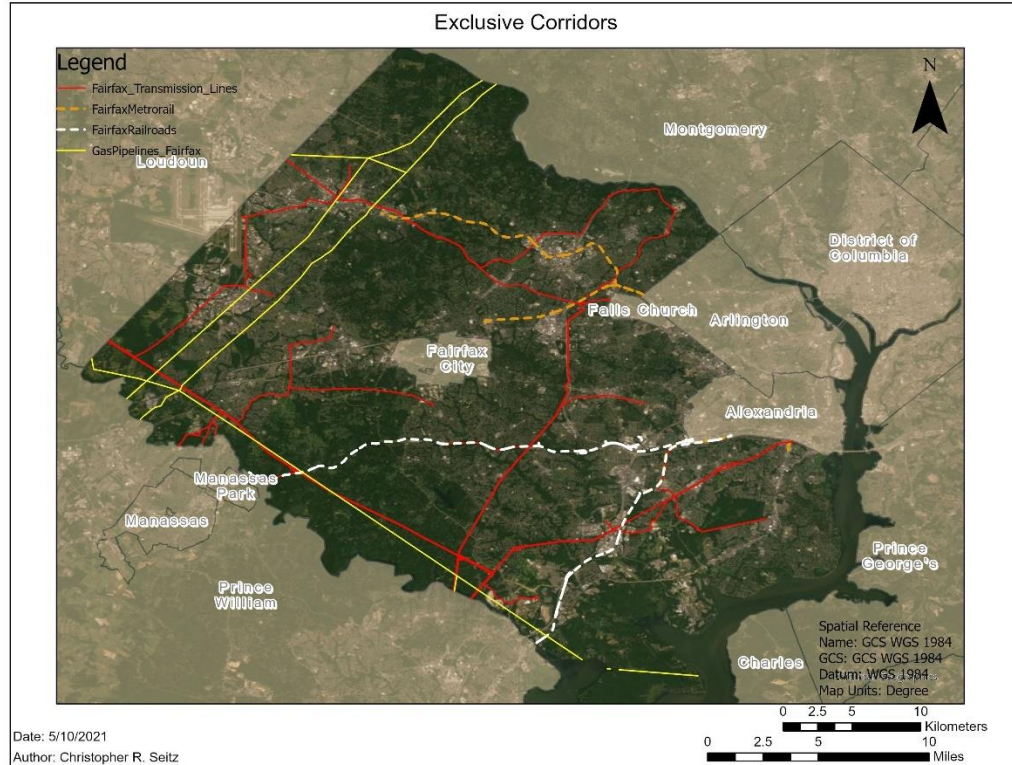 Exclusive Corridors
Legend
Fairfax_Transmission_Lines
FairfaxMetrorail
FairfaxRailroads
GasPipelines_Fairfax
N
Loudoun
Montgomery
District of
Columbia
Falls Church
Arlington
Fairfax
City
Alexandria
Manassas
Park
Manassas
Prince
George's
Prince
William
Charles
Spatial Reference
Name: GCS WGS 1984
GCS: GCS WGS 1984
Datum: WGS 1984
Map Units: Degree
0 2.5 5 10
Kilometers
0 2.5 5 10
Miles
Date: 5/10/2021
Author: Christopher R. Seitz